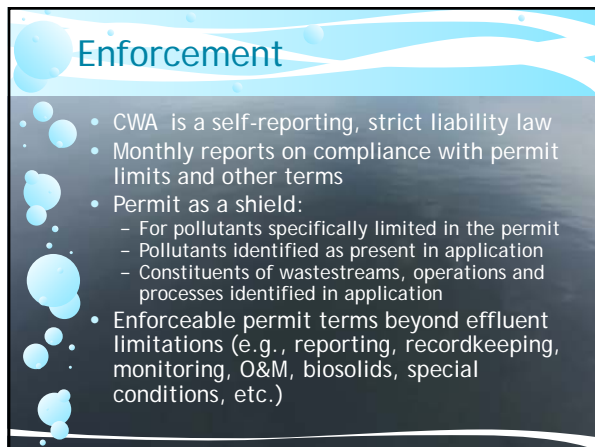 Enforcement
• CWA is a self-reporting, strict liability law
• Monthly reports on compliance with permit
limits and other terms
• Permit as a shield:
– For pollutants specifically limited in the permit
– Pollutants identified as present in application
– Constituents of wastestreams, operations and
processes identified in application
• Enforceable permit terms beyond effluent
limitations (e.g., reporting, recordkeeping,
monitoring, O&M, biosolids, special
conditions, etc.)